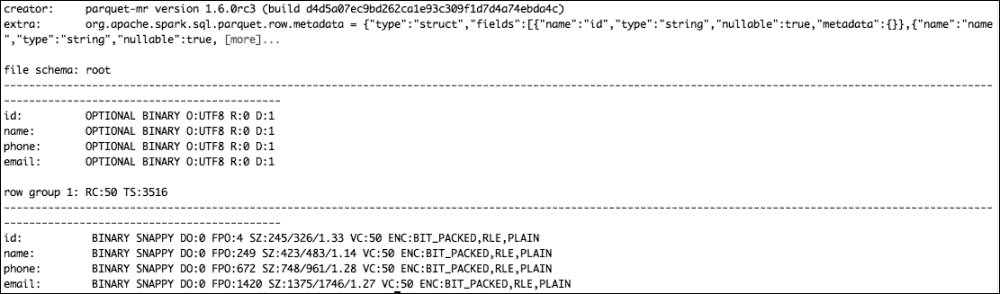 creator:     parquet-mr version 1.6.0rc3 (build d4d5a07ec9bd262ca1e93c309f1d7d4a74ebda4c)
extra:       org.apache.spark.sql.parquet.row.metadata = {"type":"struct","fields":[{"name":"id","type":"string","nullable":true,"metadata":{}},{"name":"name
","type":"string","nullable":true, [more]...
file schema: root
--------------------------------------------------------------------------------------------------------------------------------------------------------
------------------------------------------
id:          OPTIONAL BINARY O:UTF8 R:0 D:1
name:        OPTIONAL BINARY O:UTF8 R:0 D:1
phone:       OPTIONAL BINARY O:UTF8 R:0 D:1
email:       OPTIONAL BINARY O:UTF8 R:0 D:1
row group 1: RC:50 TS:3516
--------------------------------------------------------------------------------------------------------------------------------------------------------
------------------------------------------
id:           BINARY SNAPPY DO:0 FPO:4 SZ:245/326/1.33 VC:50 ENC:BIT_PACKED,RLE,PLAIN
name:         BINARY SNAPPY DO:0 FPO:249 SZ:423/483/1.14 VC:50 ENC:BIT_PACKED,RLE,PLAIN
phone:        BINARY SNAPPY DO:0 FPO:672 SZ:748/961/1.28 VC:50 ENC:BIT_PACKED,RLE,PLAIN
email:        BINARY SNAPPY DO:0 FPO:1420 SZ:1375/1746/1.27 VC:50 ENC:BIT_PACKED,RLE,PLAIN